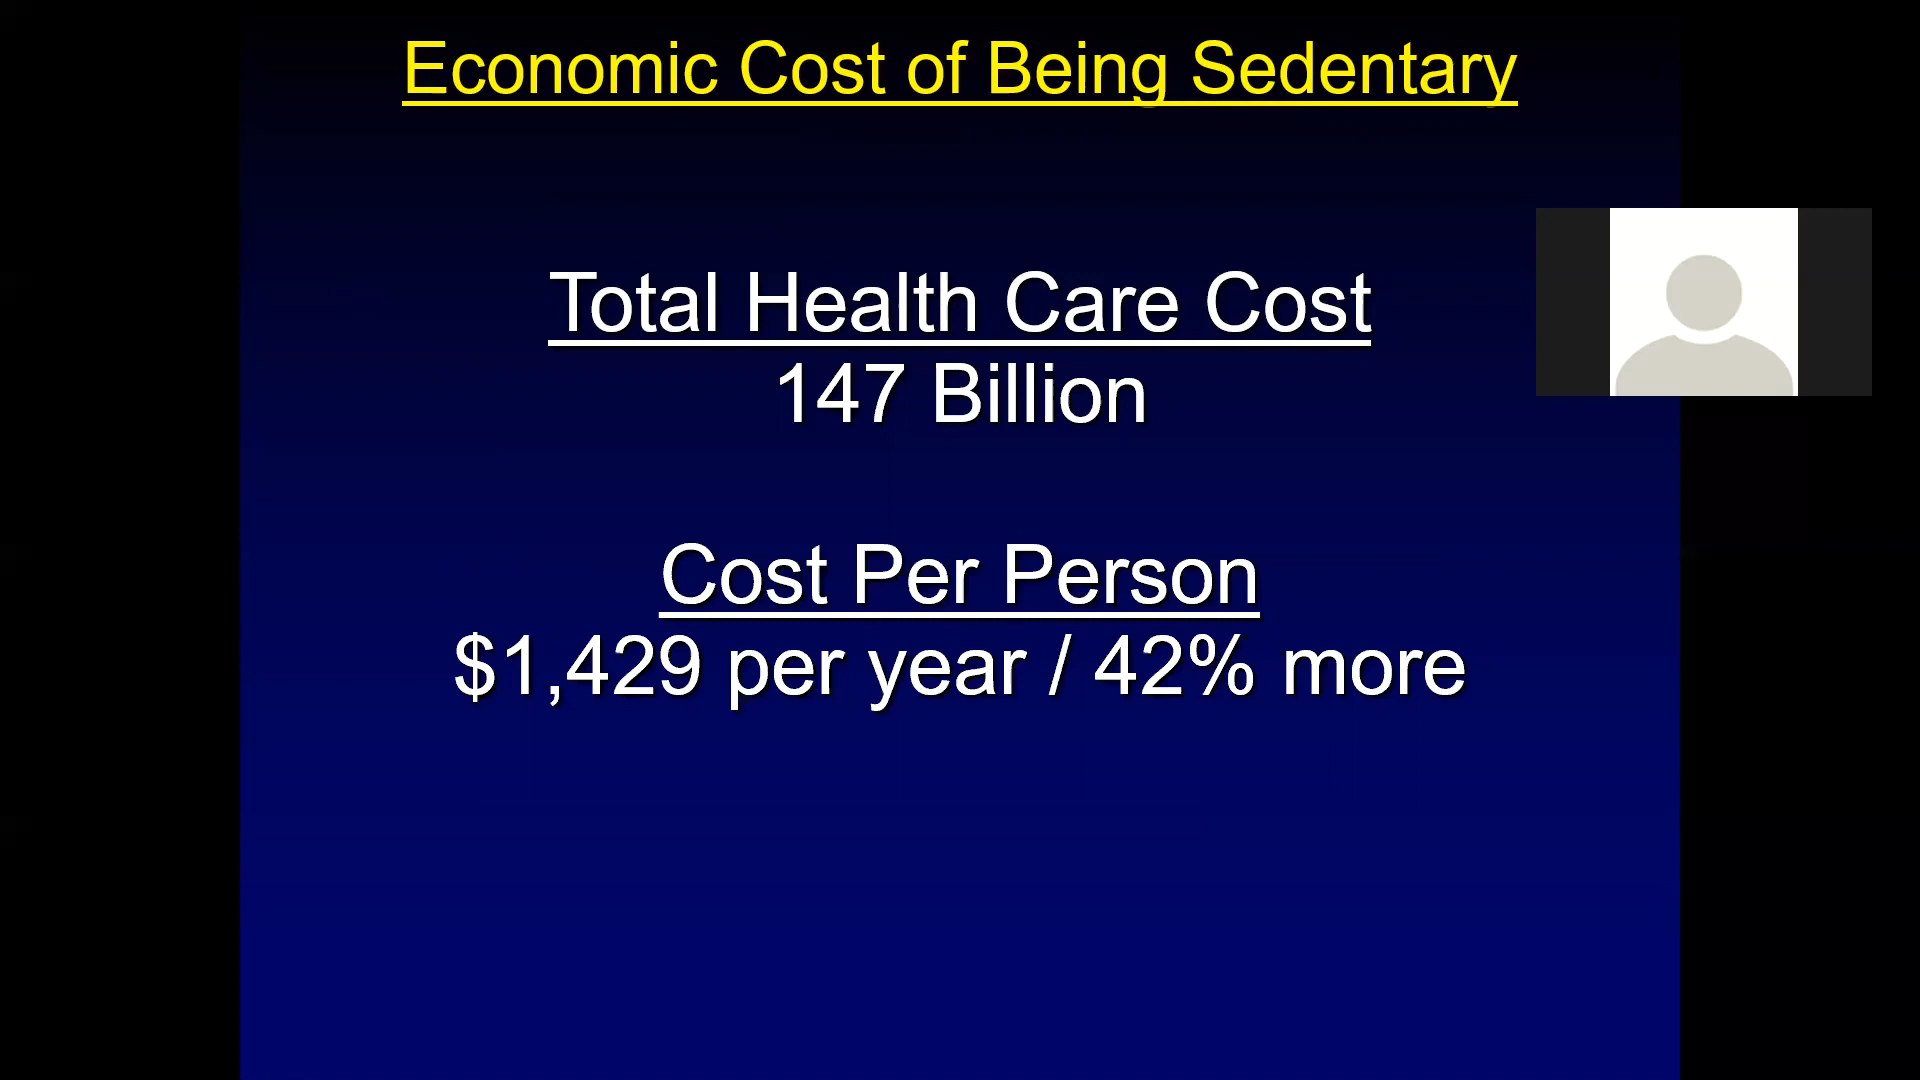 Economic Cost of Being Sedentary
Total Health Care Cost
147 Billion
Cost Per Person
$1,429 per year / 42% more